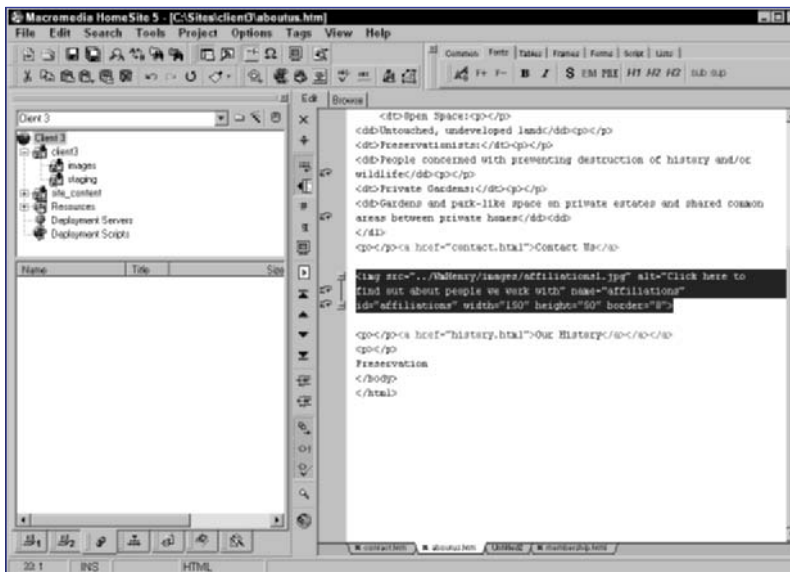 Macromedia HomeSite 5 - [C:\Sites\client3\aboutus.htm]
File Edit Search Tools Project Options Tags View Help
Common Fonts Tables Frames Forms Script Lists
F+ F- B I S EM PRE H1 H2 H3 sub sup
Edit Browse
Client 3
Client 3
client3
images
staging
site_content
Resources
Deployment Servers
Deployment Scripts
Name Title Size
<dt>Open Space:<p></p>
<dd>Untouched, undeveloped land</dd><p></p>
<dt>Preservationists:</dt><p></p>
<dd>People concerned with preventing destruction of history and/or
wildlife</dd><p></p>
<dt>Private Gardens:</dt><p></p>
<dd>Gardens and park-like space on private estates and shared common
areas between private homes</dd><dd>
</dl>
<p></p><a href="contact.html">Contact Us</a>
<img src="../VaHenry/images/affiliations1.jpg" alt="Click here to
find out about people we work with" name="affiliations"
id="affiliations" width="150" height="50" border="0">
<p></p><a href="history.html">Our History</a></a></a>
<p></p>
Preservation
</body>
</html>
contact.htm aboutus.htm Untitled2 membership.html
22:1 INS HTML